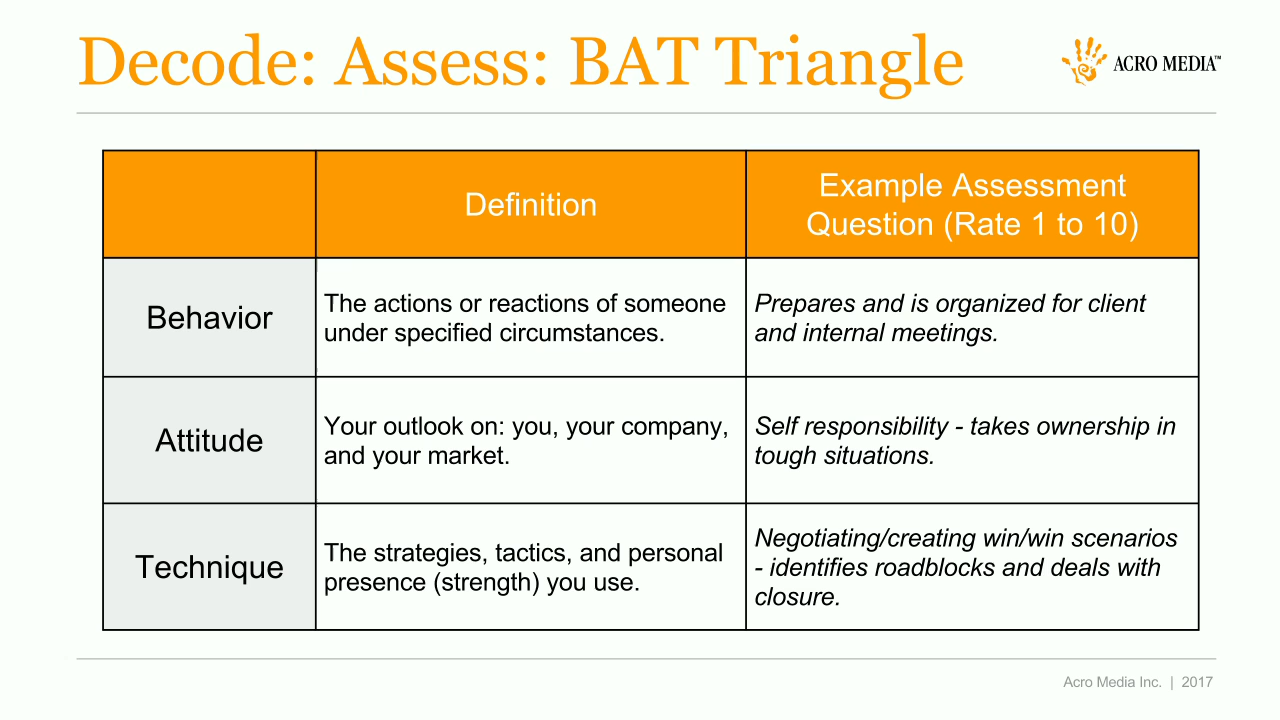 Decode: Assess: BAT Triangle
ACRO MEDIA™
Definition
Example Assessment
Question (Rate 1 to 10)
Behavior
The actions or reactions of someone
under specified circumstances.
Prepares and is organized for client
and internal meetings.
Attitude
Your outlook on: you, your company,
and your market.
Self responsibility - takes ownership in
tough situations.
Technique
The strategies, tactics, and personal
presence (strength) you use.
Negotiating/creating win/win scenarios
- identifies roadblocks and deals with
closure.
Acro Media Inc. | 2017